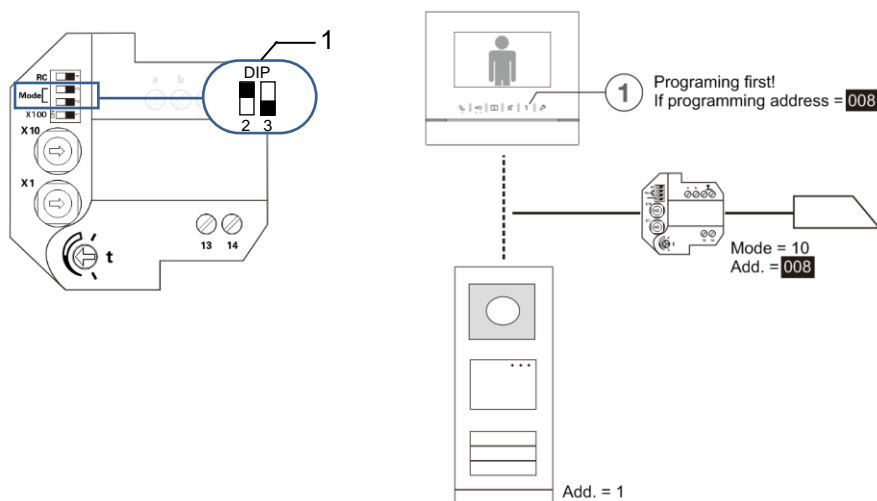 1
DIP
2 3
RC
Mode
X100
X10
X1
a b
t
13 14
1
Programing first!
If programming address = 008
1
Mode = 10
Add. = 008
Add. = 1